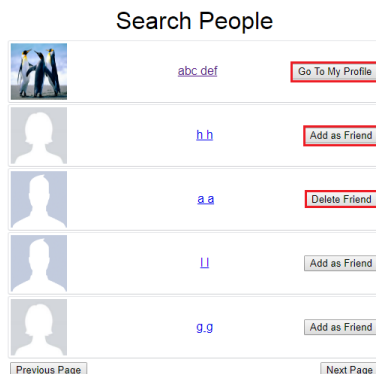 Search People
abc def Go To My Profile
h h Add as Friend
a a Delete Friend
l l Add as Friend
g g Add as Friend
Previous Page Next Page